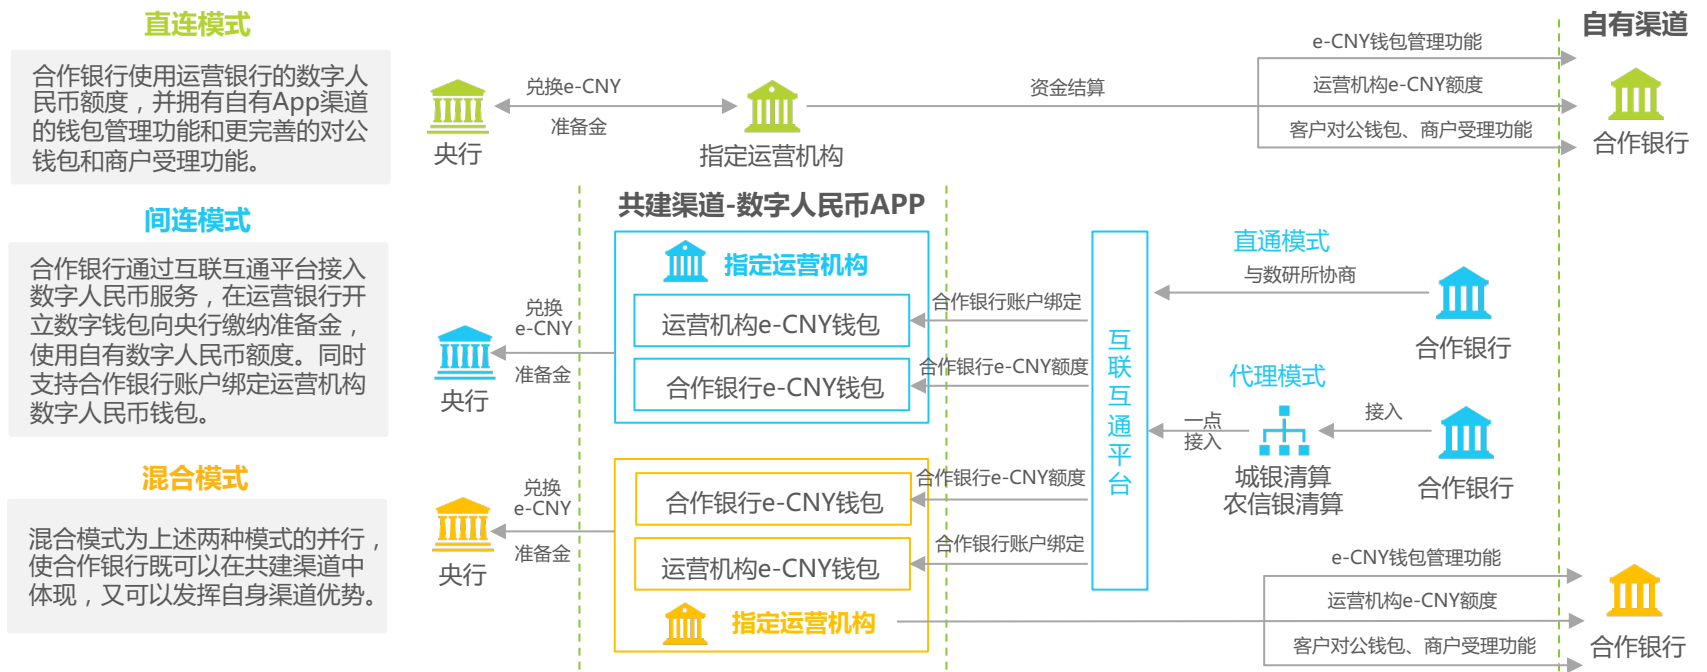 直连模式
合作银行使用运营银行的数字人
民币额度，并拥有自有App渠道
的钱包管理功能和更完善的对公
钱包和商户受理功能。
央行
兑换e-CNY
准备金
指定运营机构
资金结算
e-CNY钱包管理功能
运营机构e-CNY额度
客户对公钱包、商户受理功能
自有渠道
合作银行
间连模式
合作银行通过互联互通平台接入
数字人民币服务，在运营银行开
立数字钱包向央行缴纳准备金，
使用自有数字人民币额度。同时
支持合作银行账户绑定运营机构
数字人民币钱包。
央行
兑换
e-CNY
准备金
共建渠道-数字人民币APP
指定运营机构
运营机构e-CNY钱包
合作银行e-CNY钱包
合作银行账户绑定
合作银行e-CNY额度
互联互通平台
直通模式
与数研所协商
合作银行
代理模式
一点
接入
城银清算
农信银清算
接入
合作银行
混合模式
混合模式为上述两种模式的并行，
使合作银行既可以在共建渠道中
体现，又可以发挥自身渠道优势。
央行
兑换
e-CNY
准备金
合作银行e-CNY钱包
运营机构e-CNY钱包
指定运营机构
合作银行e-CNY额度
合作银行账户绑定
e-CNY钱包管理功能
运营机构e-CNY额度
客户对公钱包、商户受理功能
合作银行